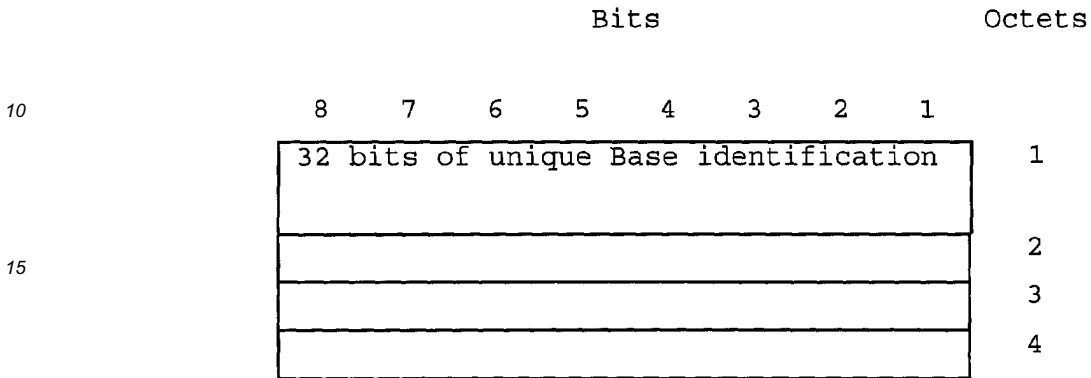 Bits Octets
10 8 7 6 5 4 3 2 1
32 bits of unique Base identification 1
2
15
3
4